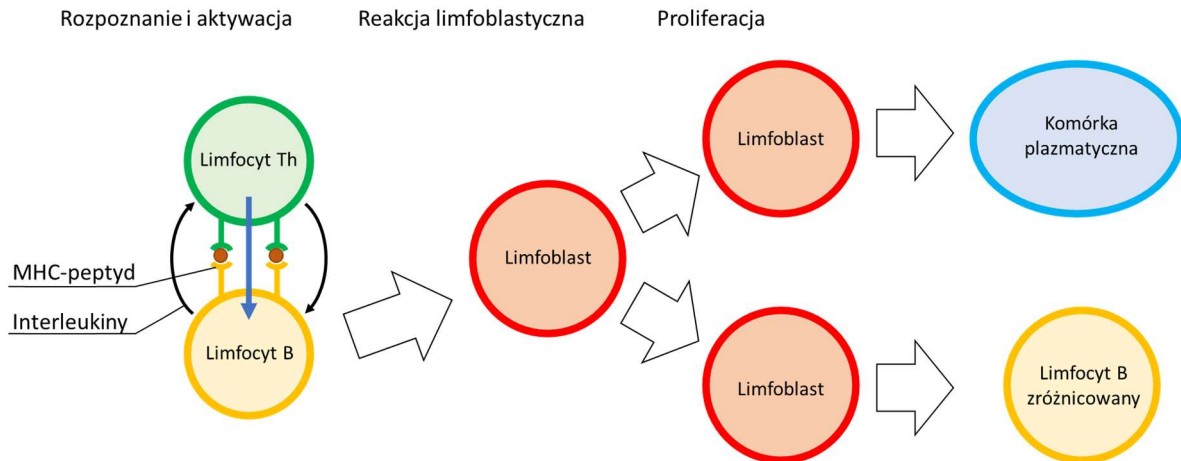 Rozpoznanie i aktywacja
Reakcja limfoblastyczna
Proliferacja
Limfocyt Th
MHC-peptyd
Interleukiny
Limfocyt B
Limfoblast
Limfoblast
Komórka
plazmatyczna
Limfoblast
Limfocyt B
zróżnicowany